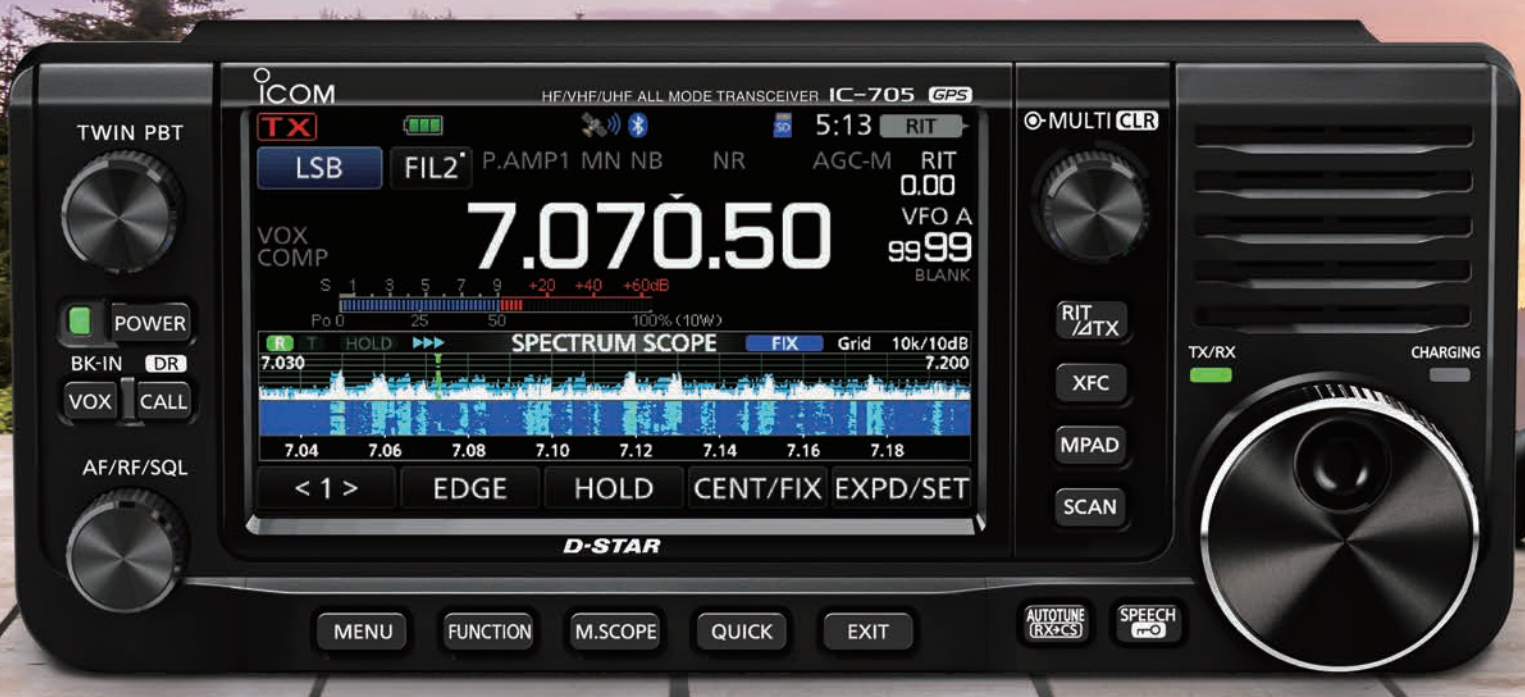 ICOM
HF/VHF/UHF ALL MODE TRANSCEIVER IC-705 GPS
TWIN PBT
MULTI CLR
TX 5:13 RIT
SD
LSB FIL2 P.AMP1 MN NB NR AGC-M RIT
0.00
7.070.50
VFO A
VOX
COMP
99 99
BLANK
S 1 3 5 7 9 +20 +40 +60dB
Po 0 25 50 100% (10W)
R T HOLD SPECTRUM SCOPE FIX Grid 10k/10dB
7.030 7.200
7.04 7.06 7.08 7.10 7.12 7.14 7.16 7.18
< 1 > EDGE HOLD CENT/FIX EXPD/SET
D-STAR
POWER
BK-IN DR
VOX CALL
AF/RF/SQL
RIT
/⊿TX
XFC
MPAD
SCAN
TX/RX CHARGING
MENU FUNCTION M.SCOPE QUICK EXIT
AUTOTUNE
(RX→CS)
SPEECH